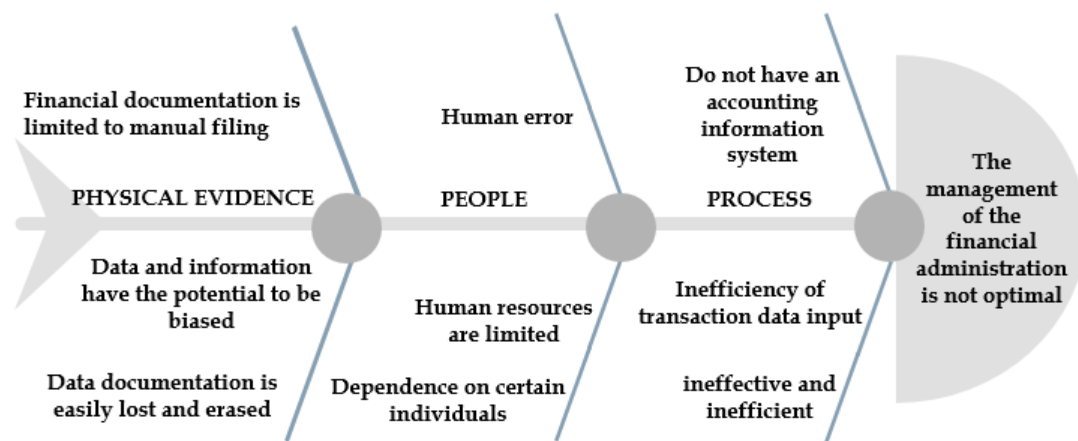 Financial documentation is
limited to manual filing
PHYSICAL EVIDENCE
Data and information
have the potential to be
biased
Data documentation is
easily lost and erased
Human error
PEOPLE
Human resources
are limited
Dependence on certain
individuals
Do not have an
accounting
information
system
PROCESS
Inefficiency of
transaction data input
ineffective and
inefficient
The
management
of the
financial
administration
is not optimal